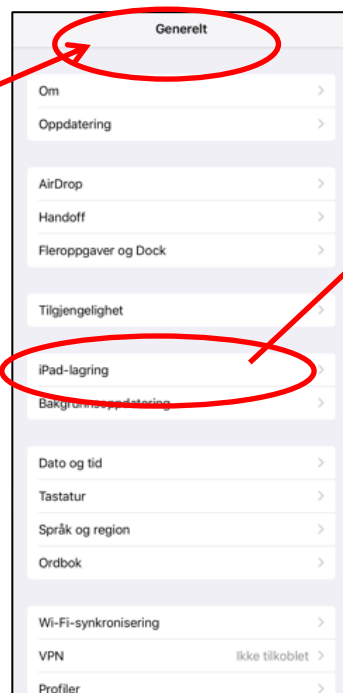 Generelt
Om
Oppdatering
AirDrop
Handoff
Fleroppgaver og Dock
Tilgjengelighet
iPad-lagring
Bakgrunnsoppdatering
Dato og tid
Tastatur
Språk og region
Ordbok
Wi-Fi-synkronisering
VPN Ikke tilkoblet
Profiler